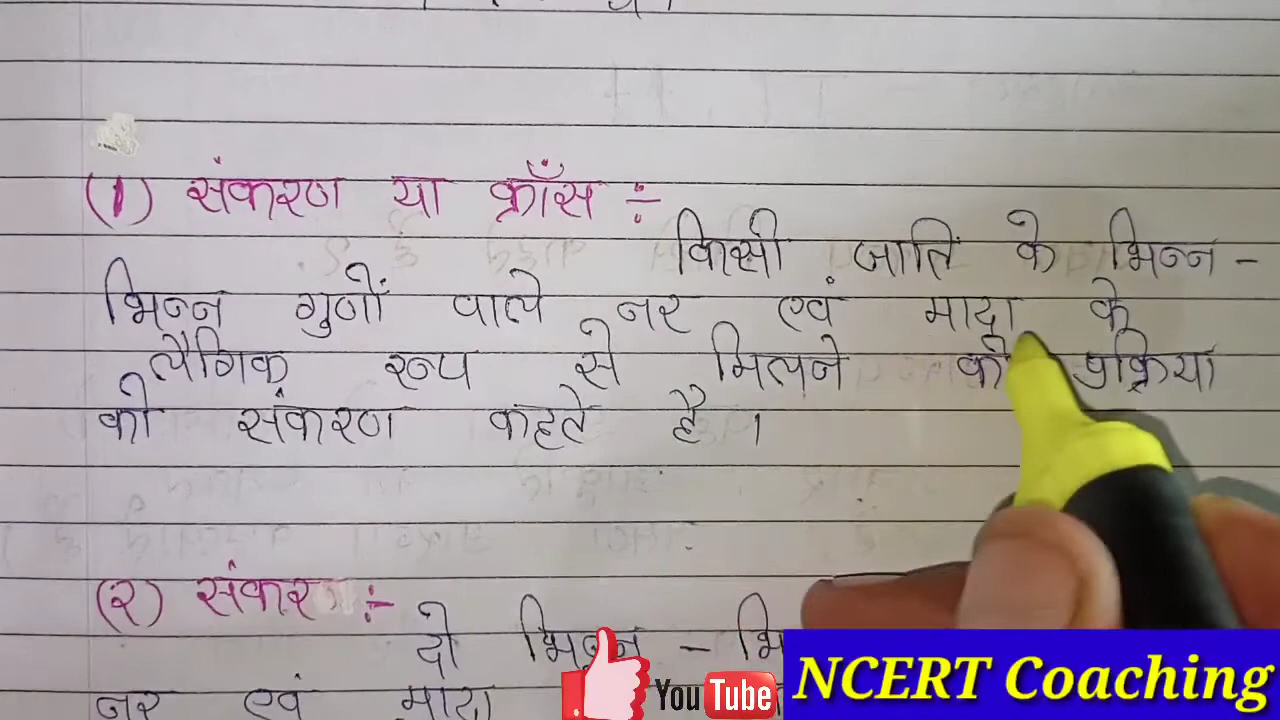 (1) संकरण या क्रॉस ÷
किसी जाति के भिन्न -
भिन्न गुणों वाले नर एवं मादा के
लैगिक रूप से मिलने की प्रक्रिया
को संकरण कहते है ।
(२) संकर ÷
दो भिन्न -
नर एवं मादा
YouTube
NCERT Coaching